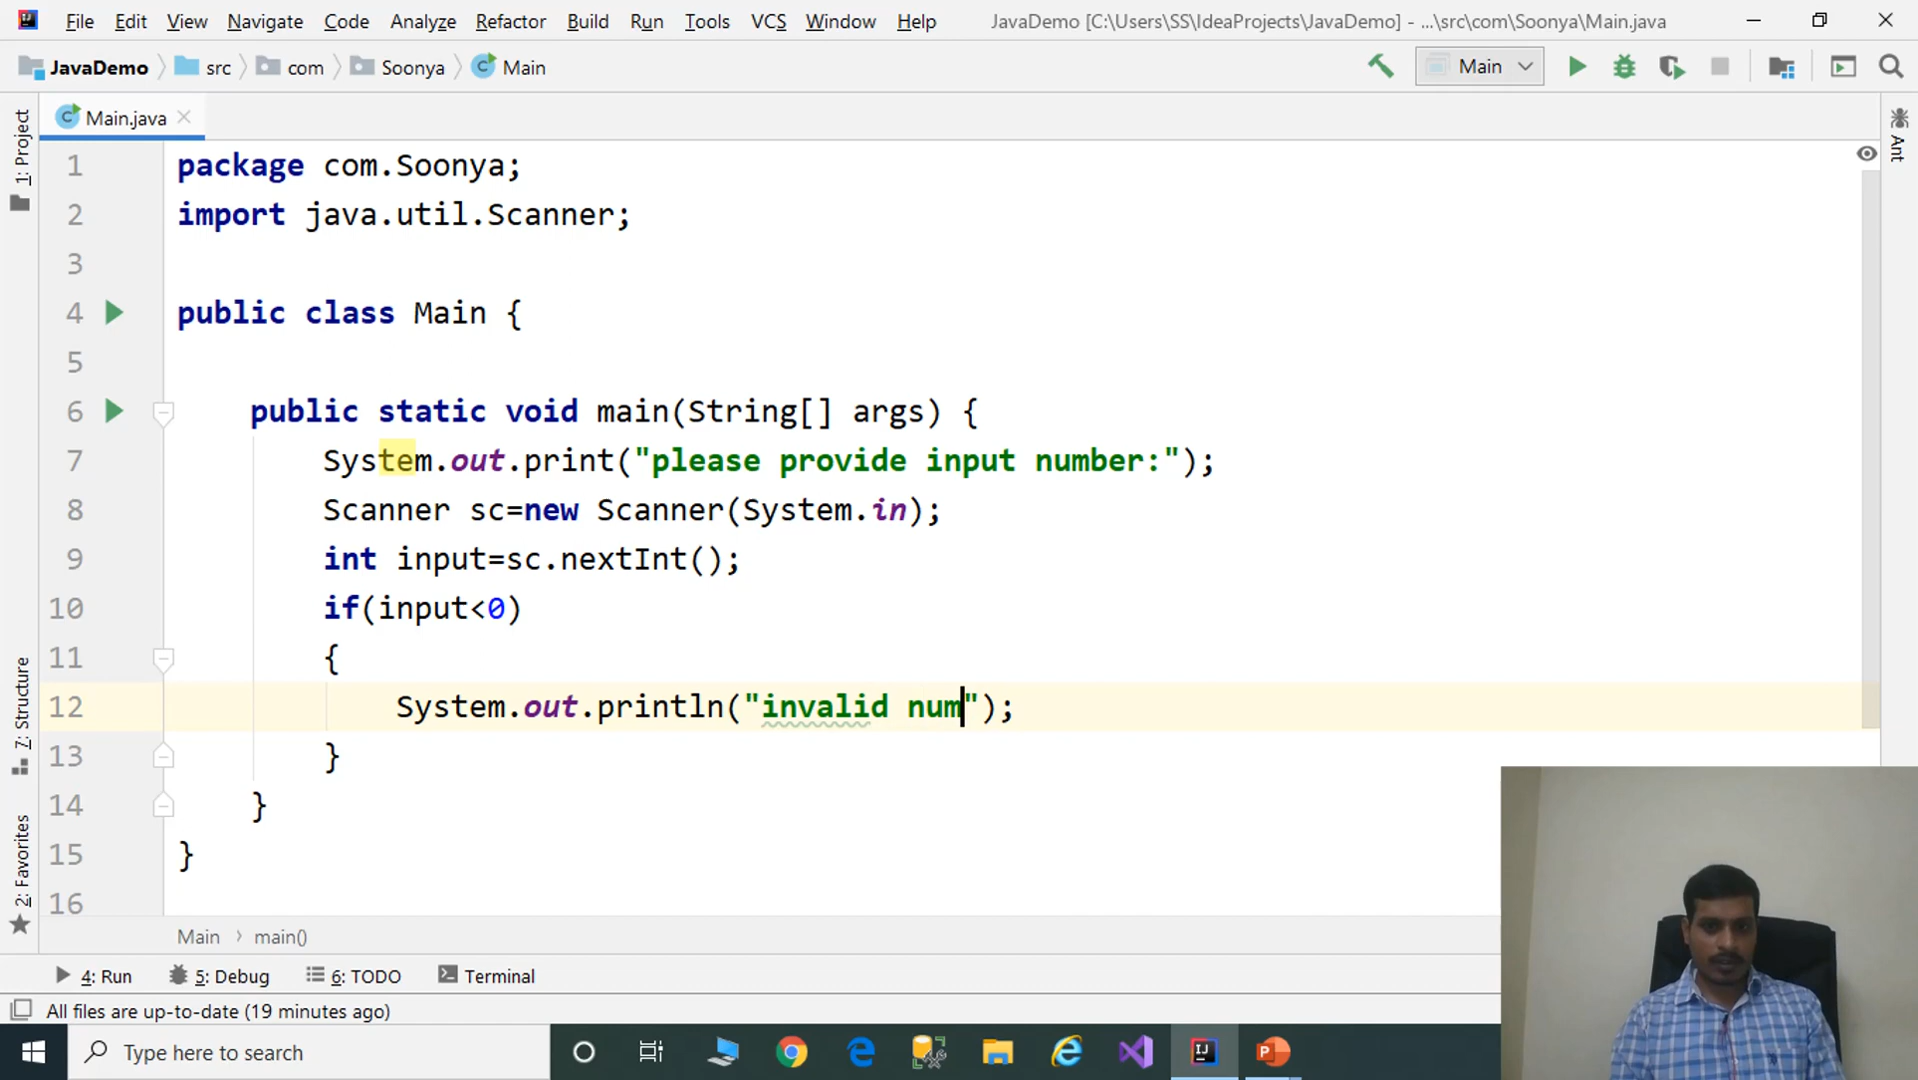 File Edit View Navigate Code Analyze Refactor Build Run Tools VCS Window Help JavaDemo [C:\Users\SS\IdeaProjects\JavaDemo] - ...\src\com\Soonya\Main.java
JavaDemo src com Soonya Main Main
1: Project
Main.java
Ant
1 package com.Soonya;
2 import java.util.Scanner;
3
4 public class Main {
5
6 public static void main(String[] args) {
7 System.out.print("please provide input number:");
8 Scanner sc=new Scanner(System.in);
9 int input=sc.nextInt();
10 if(input<0)
11 {
12 System.out.println("invalid num");
13 }
14 }
15 }
16
7: Structure
2: Favorites
Main main()
4: Run 5: Debug 6: TODO Terminal
All files are up-to-date (19 minutes ago)
Type here to search